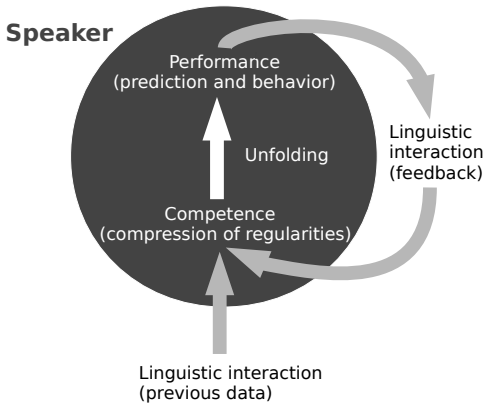 Speaker
Performance
(prediction and behavior)
Unfolding
Linguistic
interaction
(feedback)
Competence
(compression of regularities)
Linguistic interaction
(previous data)